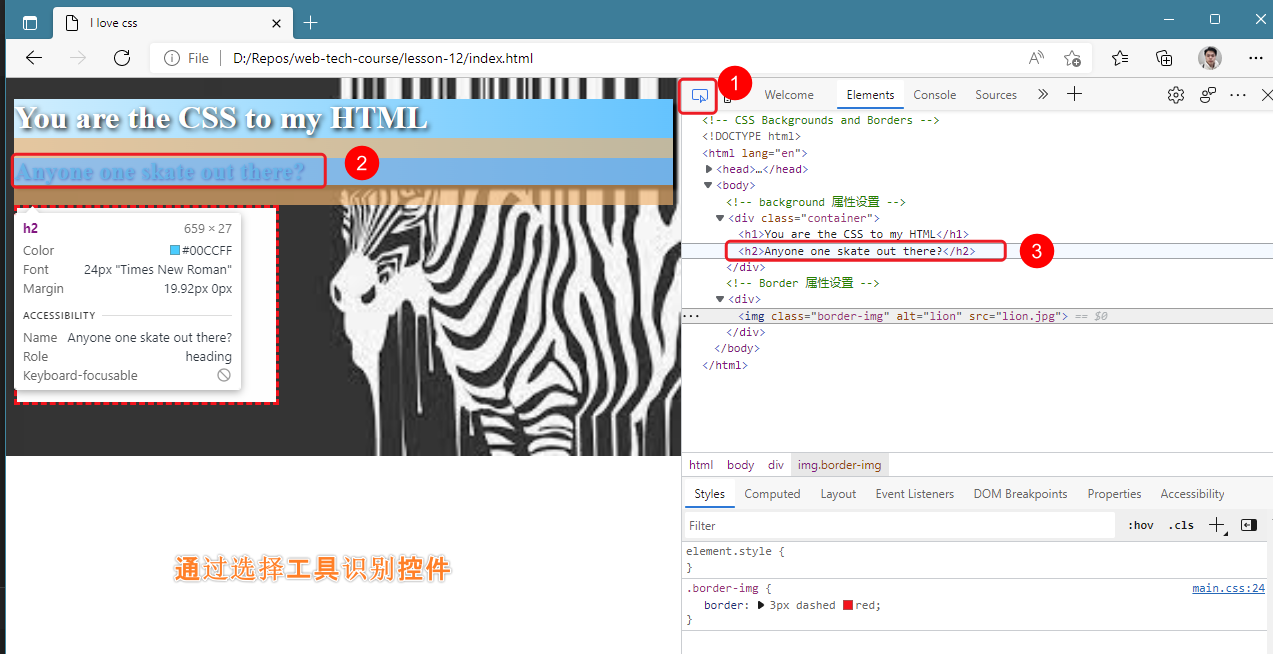 I love css
File
D:/Repos/web-tech-course/lesson-12/index.html
1
Welcome
Elements
Console
Sources
You are the CSS to my HTML
Anyone one skate out there?
2
h2
659 × 27
Color
#00CCFF
Font
24px "Times New Roman"
Margin
19.92px 0px
ACCESSIBILITY
Name
Anyone one skate out there?
Role
heading
Keyboard-focusable
通过选择工具识别控件
<!-- CSS Backgrounds and Borders -->
<!DOCTYPE html>
<html lang="en">
<head>…</head>
<body>
<!-- background 属性设置 -->
<div class="container">
<h1>You are the CSS to my HTML</h1>
<h2>Anyone one skate out there?</h2>
3
</div>
<!-- Border 属性设置 -->
<div>
<img class="border-img" alt="lion" src="lion.jpg"> == $0
</div>
</body>
</html>
html body div img.border-img
Styles Computed Layout Event Listeners DOM Breakpoints Properties Accessibility
Filter
:hov .cls
element.style {
}
.border-img {
main.css:24
border: 3px dashed red;
}